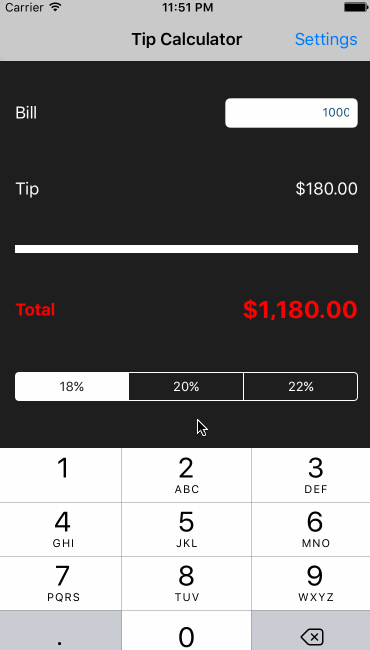 Carrier 11:51 PM
Tip Calculator Settings
Bill 1000
Tip $180.00
Total $1,180.00
18% 20% 22%
1 2 3
ABC DEF
4 5 6
GHI JKL MNO
7 8 9
PQRS TUV WXYZ
. 0